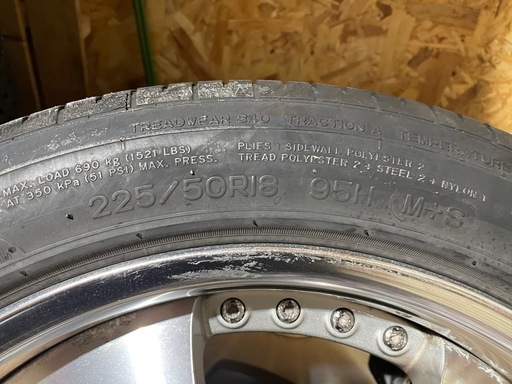 TREADWEAR 540 TRACTION A TEMPERATURE
MAX. LOAD 690 kg (1521 LBS)
AT 350 kPa (51 PSI) MAX. PRESS.
PLIES : SIDEWALL POLYESTER 2
TREAD POLYESTER 2 + STEEL 2 + NYLON 1
225/50R18 95H M+S